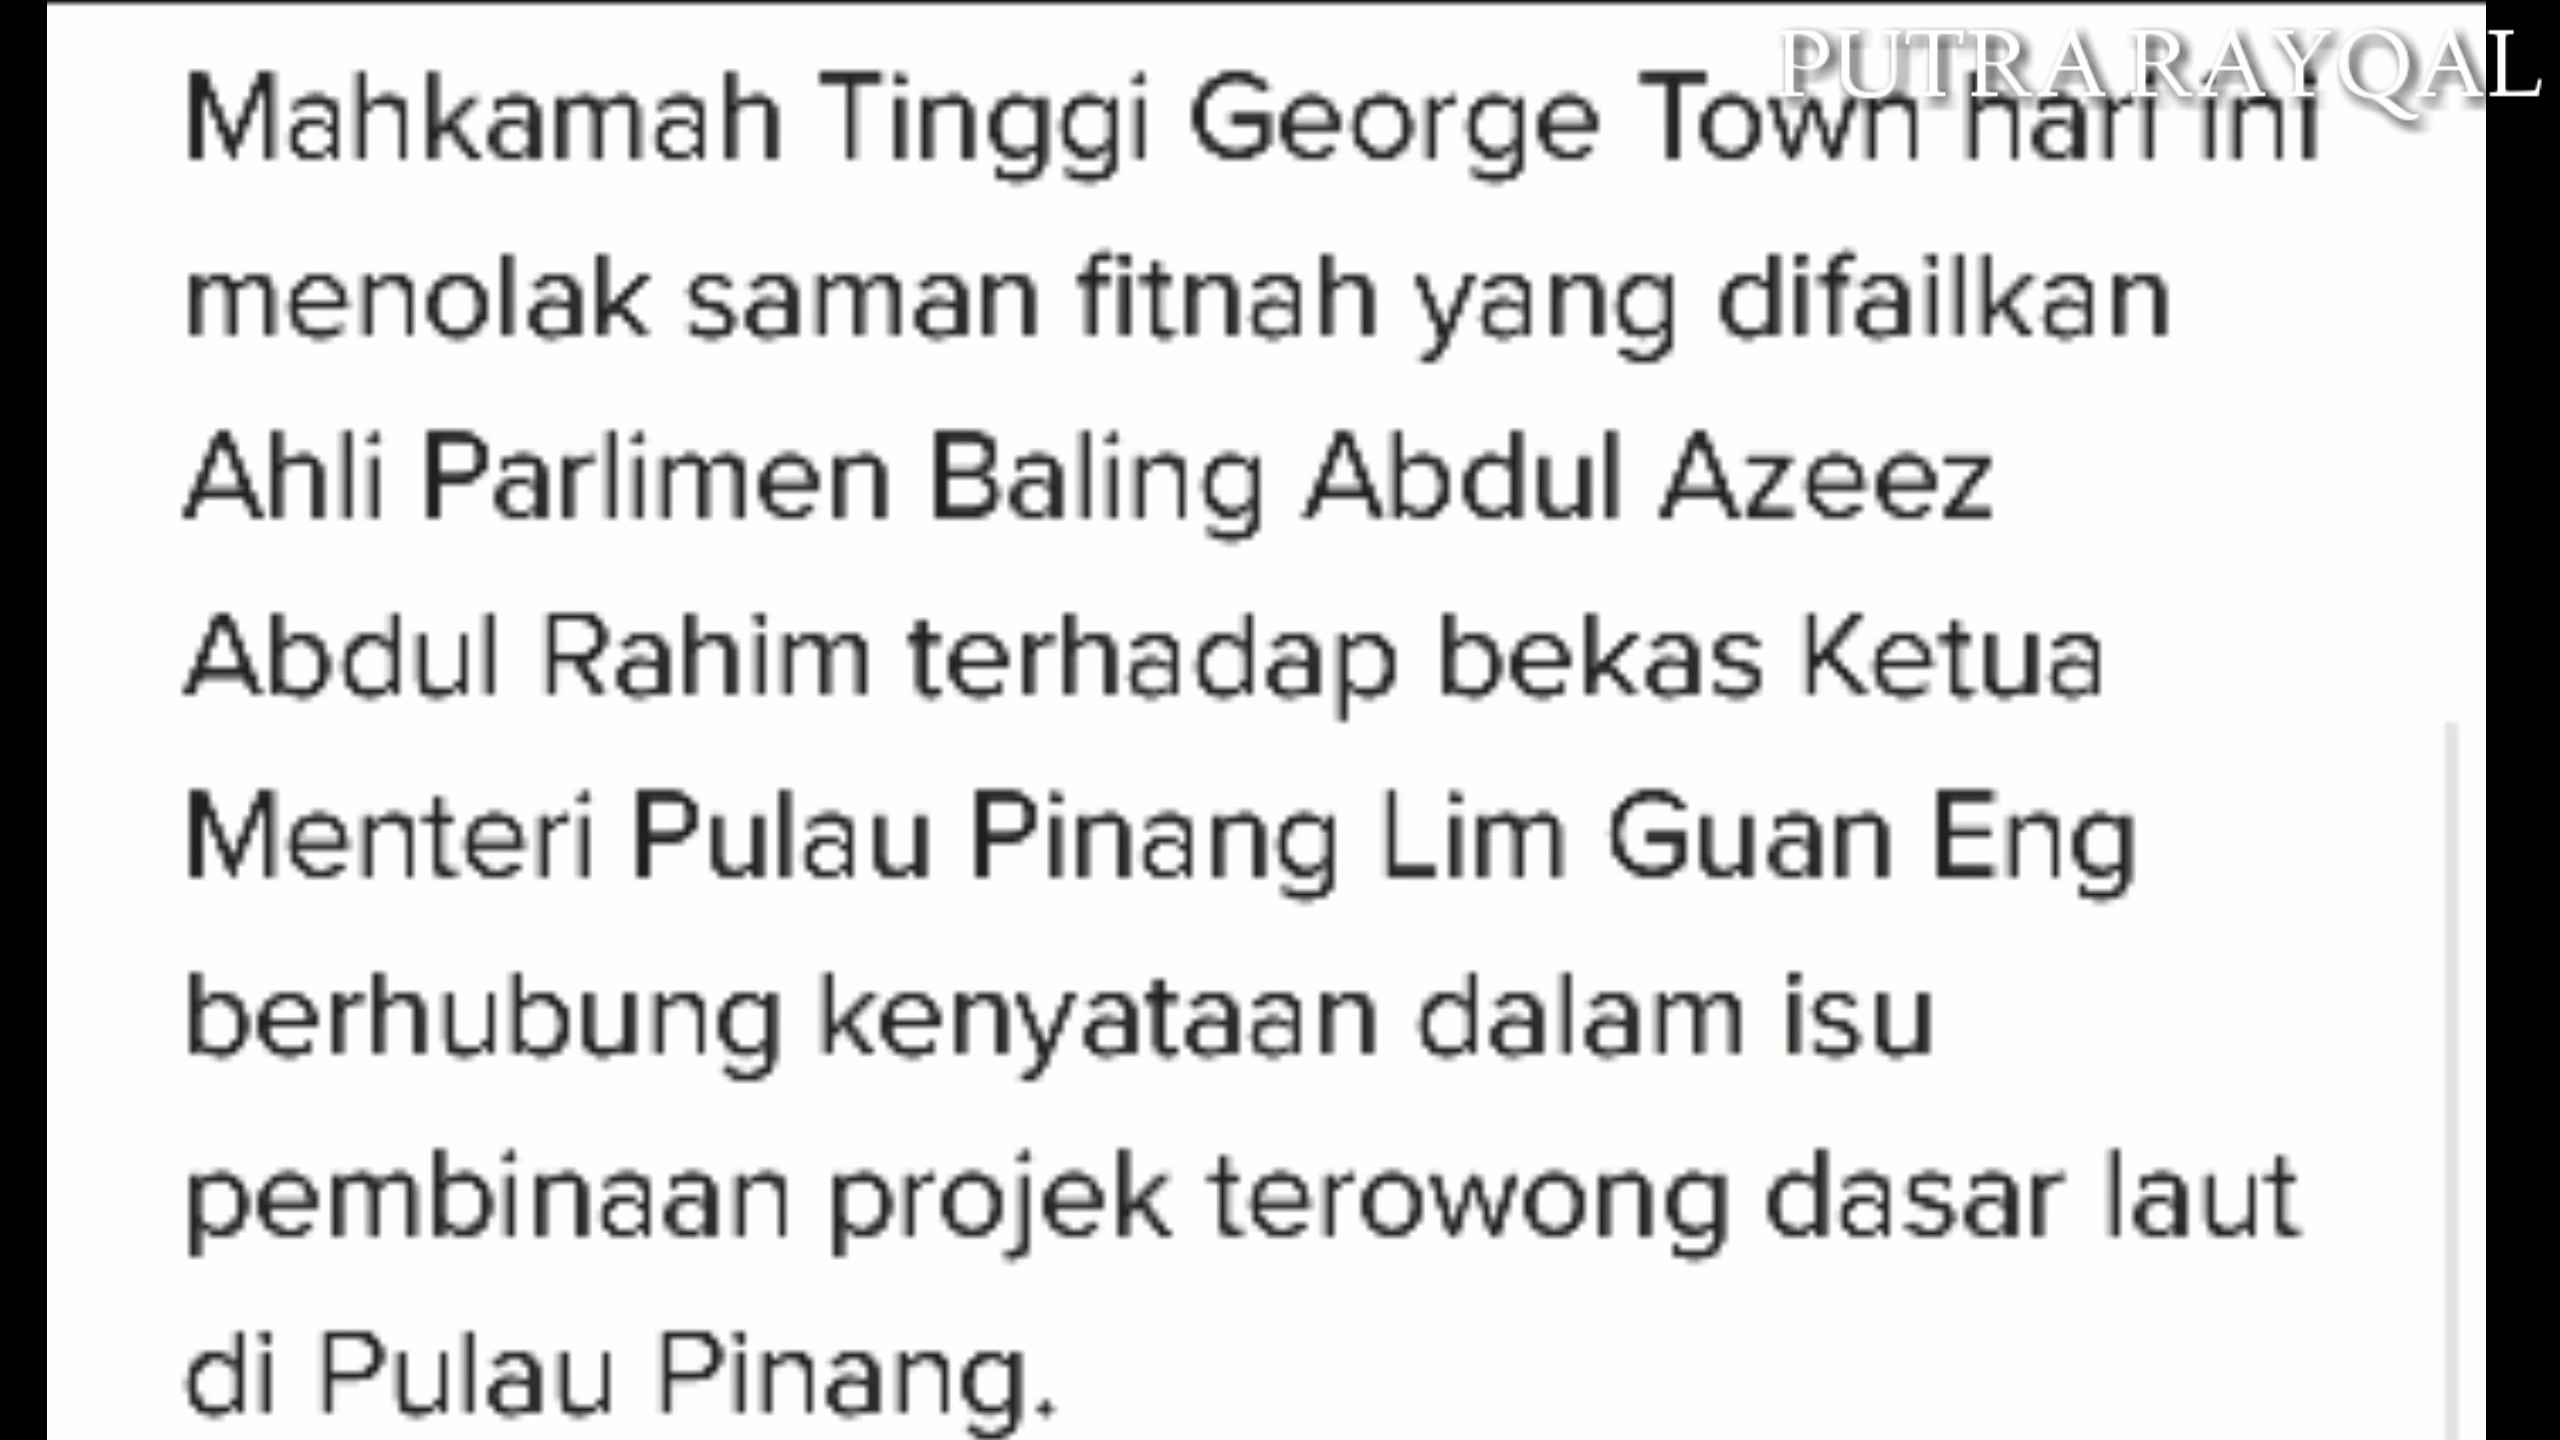 PUTRA RAYQAL
Mahkamah Tinggi George Town hari ini
menolak saman fitnah yang difailkan
Ahli Parlimen Baling Abdul Azeez
Abdul Rahim terhadap bekas Ketua
Menteri Pulau Pinang Lim Guan Eng
berhubung kenyataan dalam isu
pembinaan projek terowong dasar laut
di Pulau Pinang.